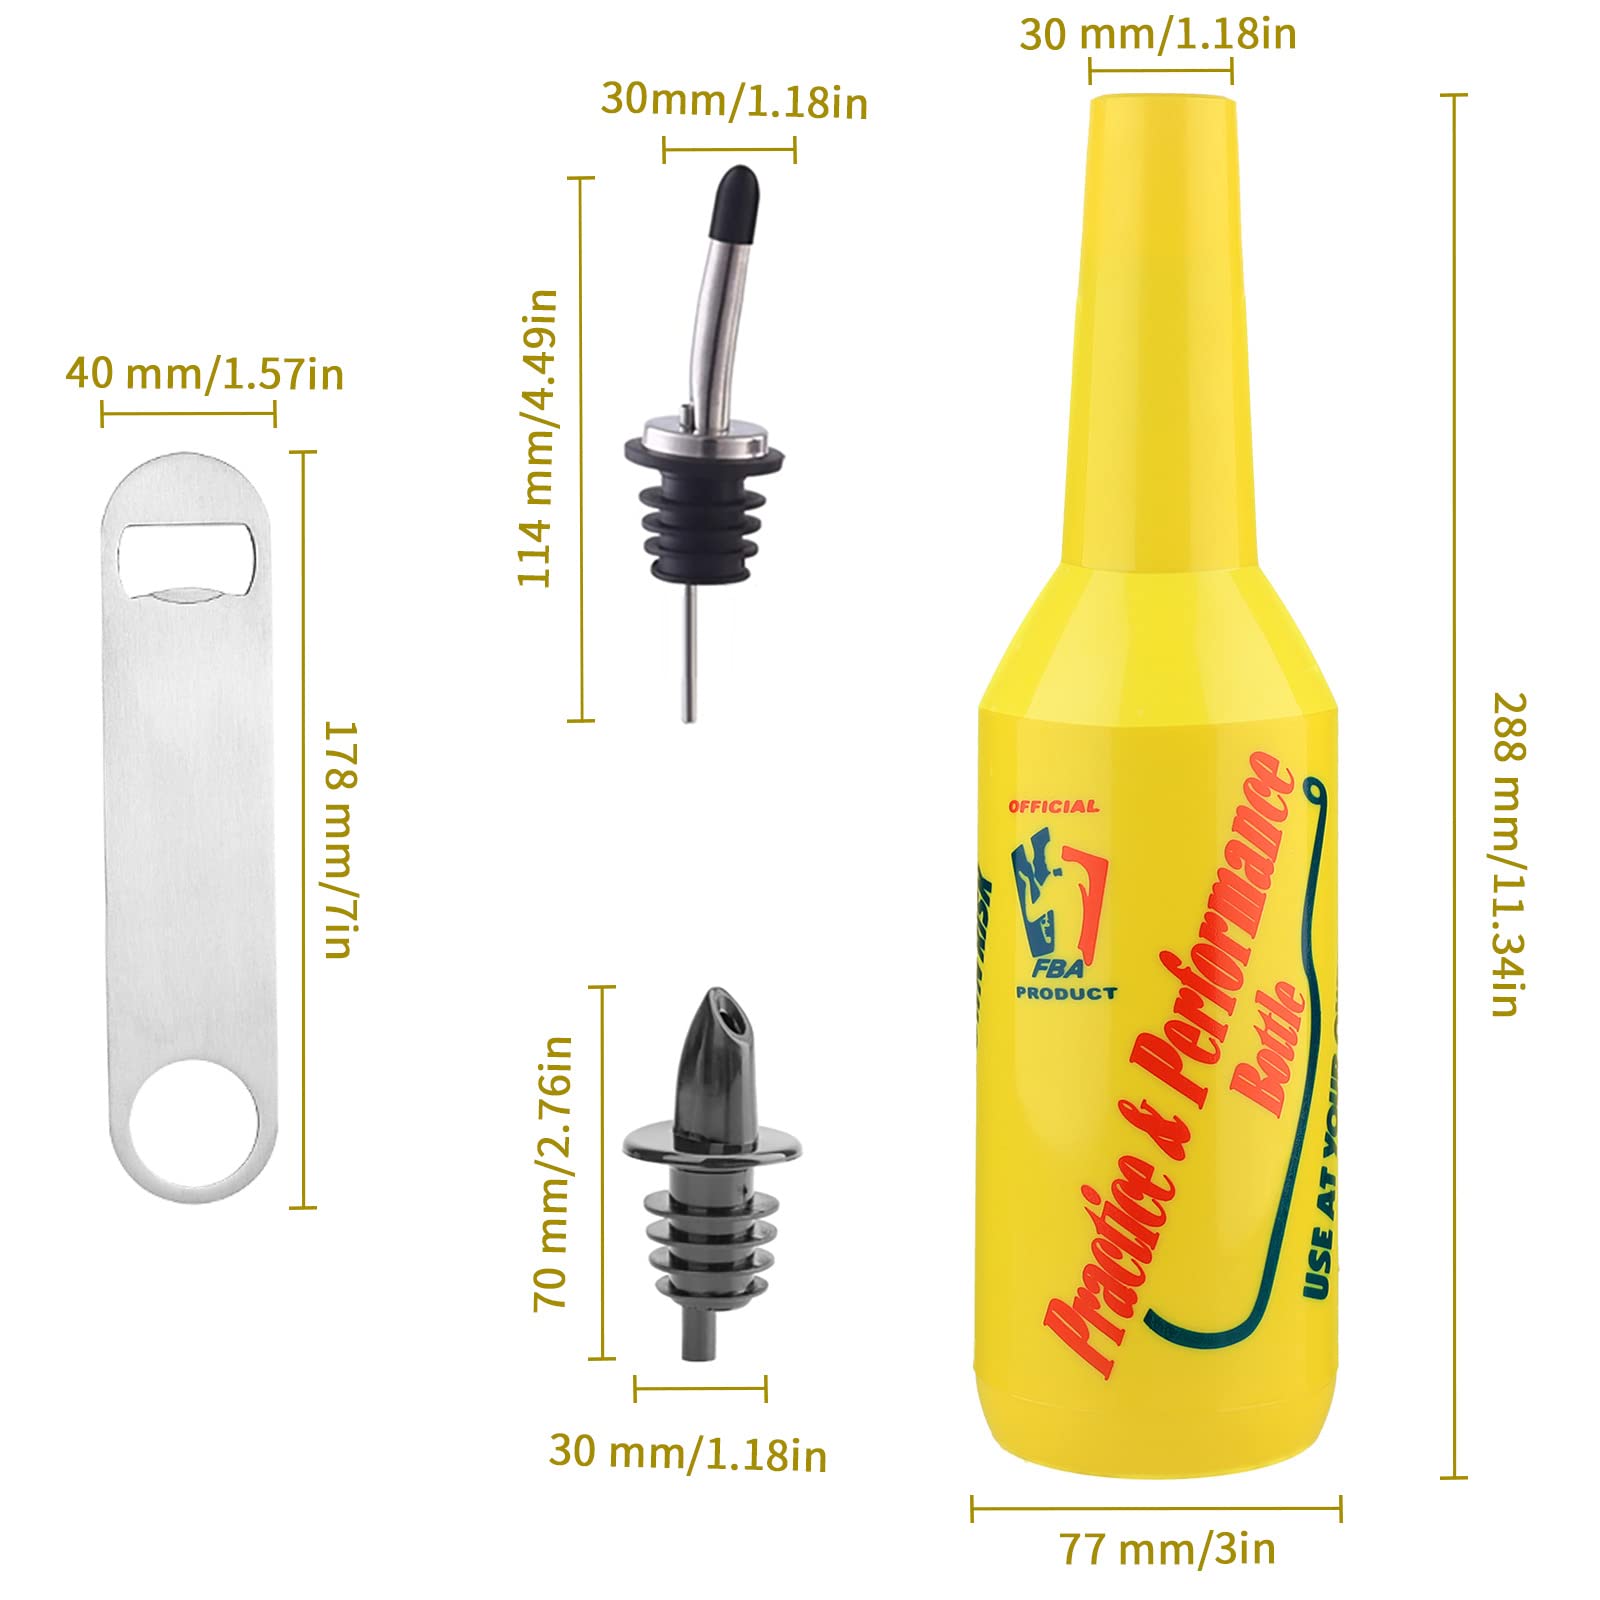 30 mm/1.18in
30mm/1.18in
114 mm/4.49in
40 mm/1.57in
178 mm/7in
288 mm/11.34in
OFFICIAL
FBA
PRODUCT
Practice & Performance
Bottle
USE AT YOUR
70 mm/2.76in
30 mm/1.18in
77 mm/3in